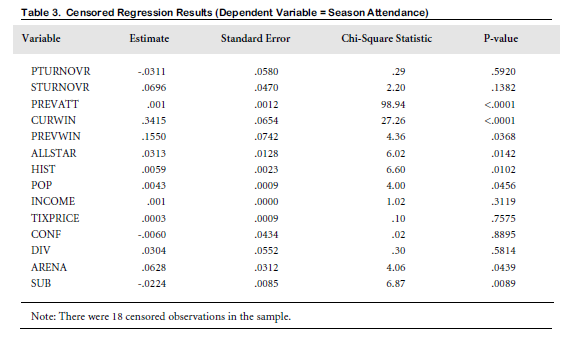 Table 3. Censored Regression Results (Dependent Variable = Season Attendance)
Variable Estimate Standard Error Chi-Square Statistic P-value
PTURNOVR -.0311 .0580 .29 .5920
STURNOVR .0696 .0470 2.20 .1382
PREVATT .001 .0012 98.94 <.0001
CURWIN .3415 .0654 27.26 <.0001
PREVWIN .1550 .0742 4.36 .0368
ALLSTAR .0313 .0128 6.02 .0142
HIST .0059 .0023 6.60 .0102
POP .0043 .0009 4.00 .0456
INCOME .001 .0000 1.02 .3119
TIXPRICE .0003 .0009 .10 .7575
CONF -.0060 .0434 .02 .8895
DIV .0304 .0552 .30 .5814
ARENA .0628 .0312 4.06 .0439
SUB -.0224 .0085 6.87 .0089
Note: There were 18 censored observations in the sample.